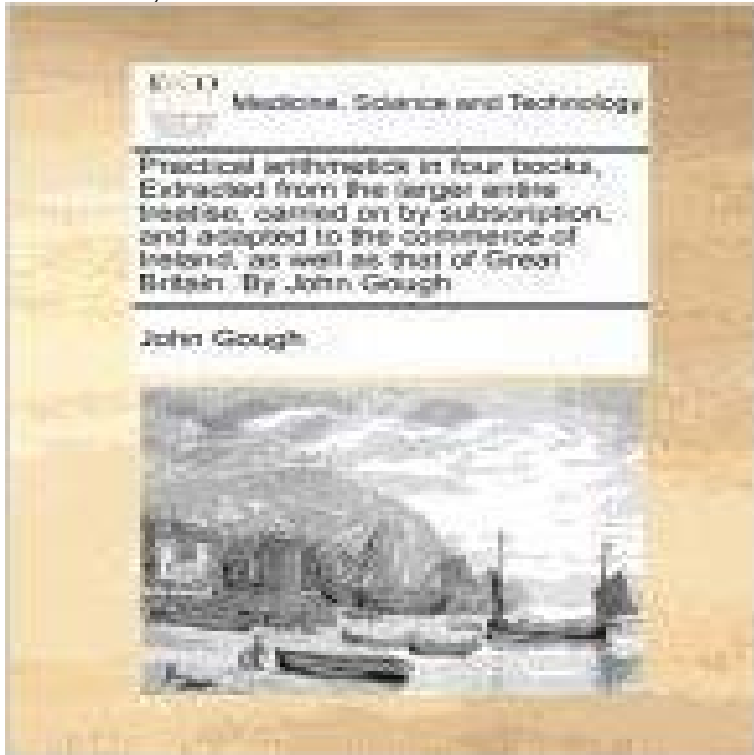 Medicine, Science and Technology
Practical arithmetick in four books,
Extracted from the larger entire
treatise, carried on by subscription,
and adapted to the commerce of
Ireland, as well as that of Great
Britain. By John Gough
John Gough